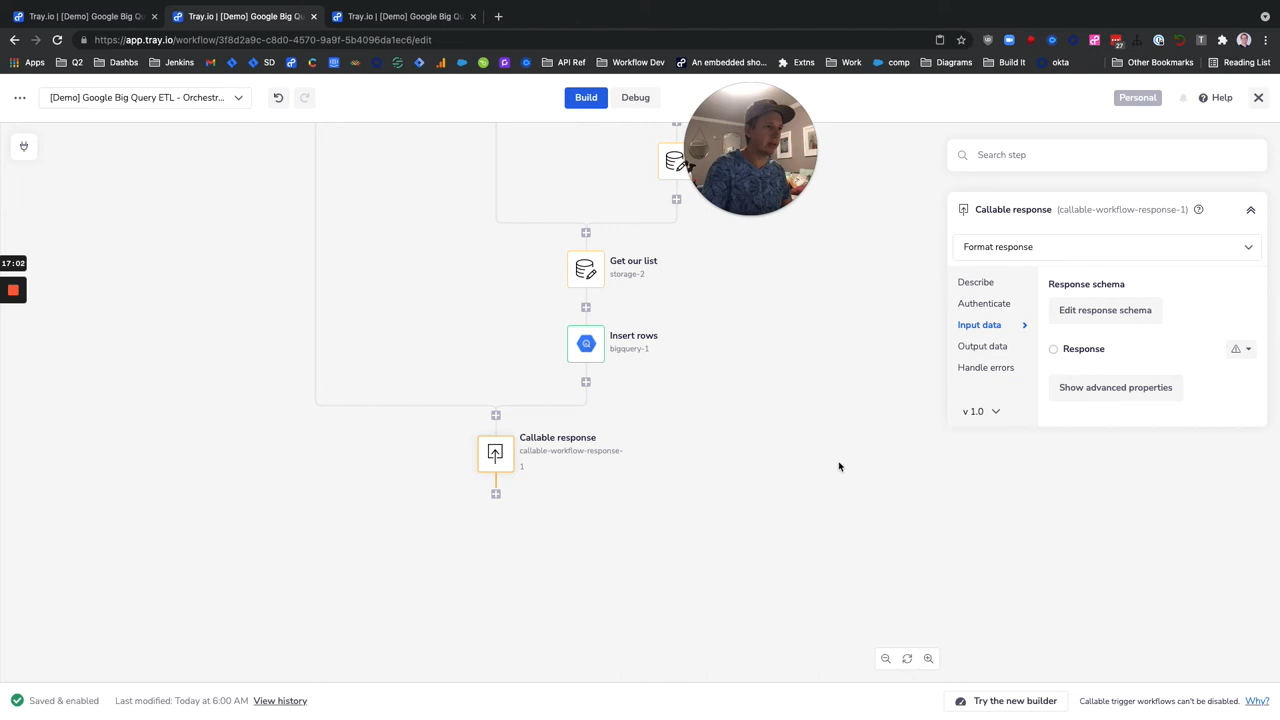 Tray.io | [Demo] Google Big Qu
Tray.io | [Demo] Google Big Qu
Tray.io | [Demo] Google Big Qu
https://app.tray.io/workflow/3f8d2a9c-c8d0-4570-9a9f-5b4096da1ec6/edit
Apps
Q2
Dashbs
Jenkins
SD
API Ref
Workflow Dev
An embedded sho...
Extns
Work
comp
Diagrams
Build It
okta
Other Bookmarks
Reading List
27
[Demo] Google Big Query ETL - Orchestr...
Build
Debug
Personal
Help
Search step
Callable response (callable-workflow-response-1)
Format response
Describe
Authenticate
Input data
Output data
Handle errors
v 1.0
Response schema
Edit response schema
Response
Show advanced properties
17:02
Get our list
storage-2
Insert rows
bigquery-1
Callable response
callable-workflow-response-
1
Saved & enabled
Last modified: Today at 6:00 AM
View history
Try the new builder
Callable trigger workflows can't be disabled.
Why?